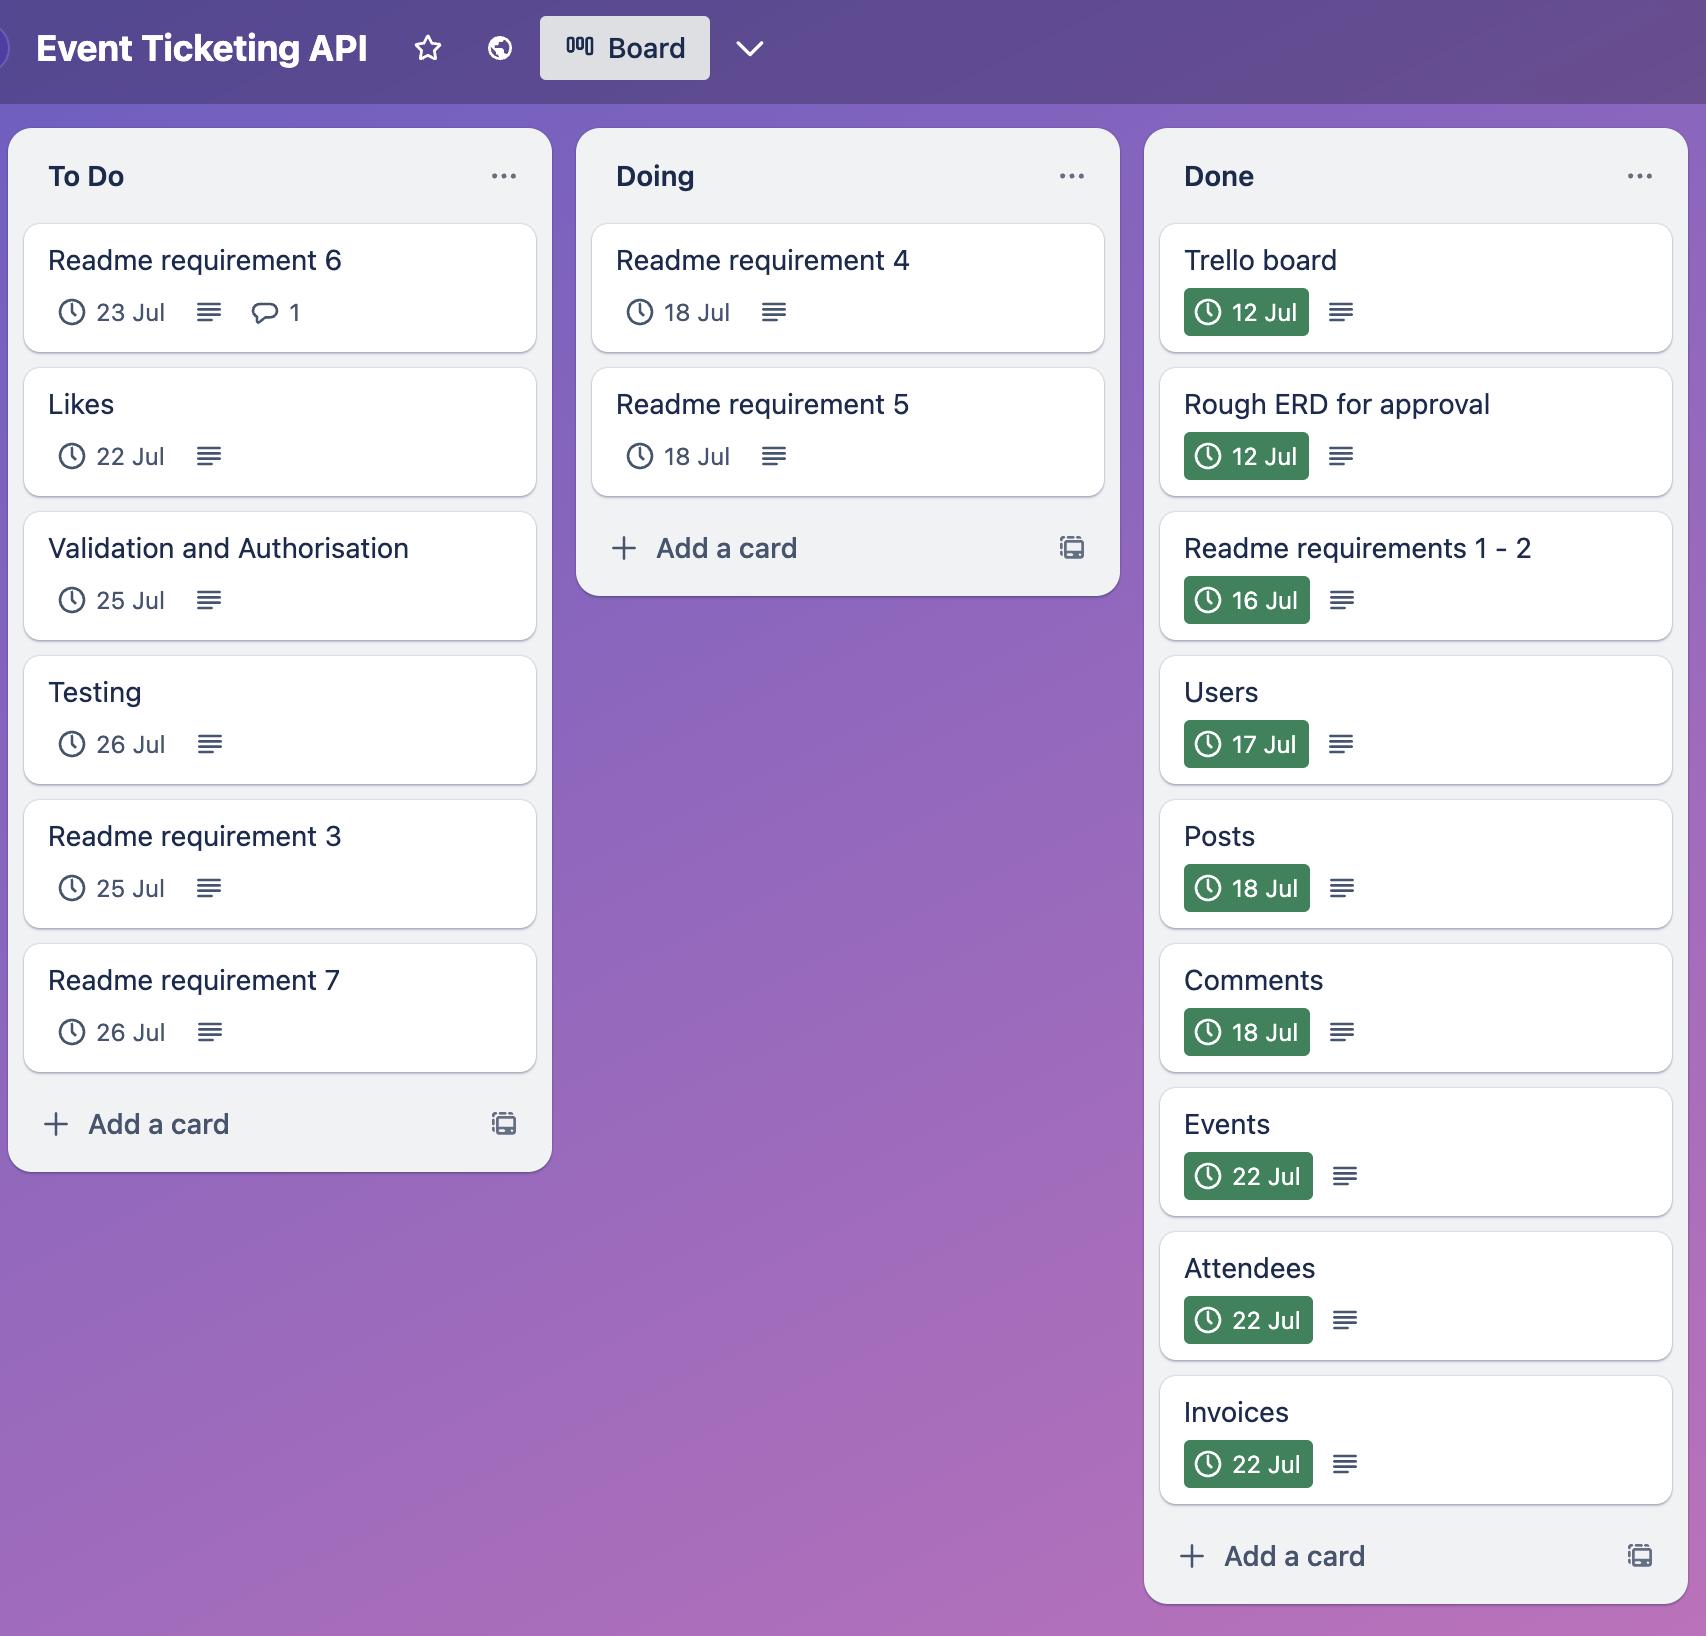 Event Ticketing API
Board
To Do
Readme requirement 6
23 Jul 1
Likes
22 Jul
Validation and Authorisation
25 Jul
Testing
26 Jul
Readme requirement 3
25 Jul
Readme requirement 7
26 Jul
Add a card
Doing
Readme requirement 4
18 Jul
Readme requirement 5
18 Jul
Add a card
Done
Trello board
12 Jul
Rough ERD for approval
12 Jul
Readme requirements 1 - 2
16 Jul
Users
17 Jul
Posts
18 Jul
Comments
18 Jul
Events
22 Jul
Attendees
22 Jul
Invoices
22 Jul
Add a card